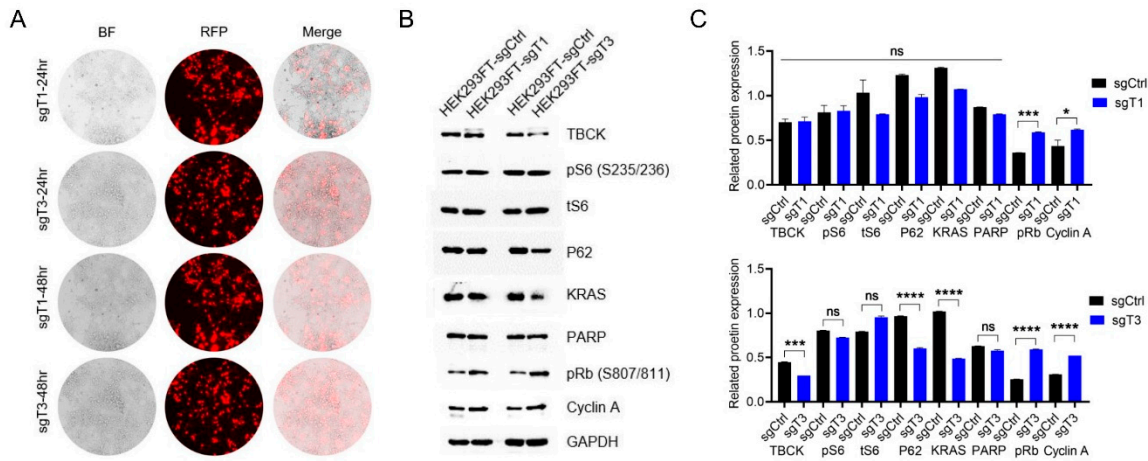 A
BF RFP Merge
sgT1-24hr
sgT3-24hr
sgT1-48hr
sgT3-48hr
B
HEK293FT-sgCtrl
HEK293FT-sgT1
HEK293FT-sgCtrl
HEK293FT-sgT3
TBCK
pS6 (S235/236)
tS6
P62
KRAS
PARP
pRb (S807/811)
Cyclin A
GAPDH
C
Related proetin expression
1.5
1.0
0.5
0.0
ns
*** *
sgCtrl
sgT1
sgCtrl sgT1 sgCtrl sgT1 sgCtrl sgT1 sgCtrl sgT1 sgCtrl sgT1 sgCtrl sgT1 sgCtrl sgT1 sgCtrl sgT1
TBCK pS6 tS6 P62 KRAS PARP pRb Cyclin A
Related proetin expression
1.5
1.0
0.5
0.0
*** ns ns **** **** ns **** ****
sgCtrl
sgT3
sgCtrl sgT3 sgCtrl sgT3 sgCtrl sgT3 sgCtrl sgT3 sgCtrl sgT3 sgCtrl sgT3 sgCtrl sgT3 sgCtrl sgT3
TBCK pS6 tS6 P62 KRAS PARP pRb Cyclin A